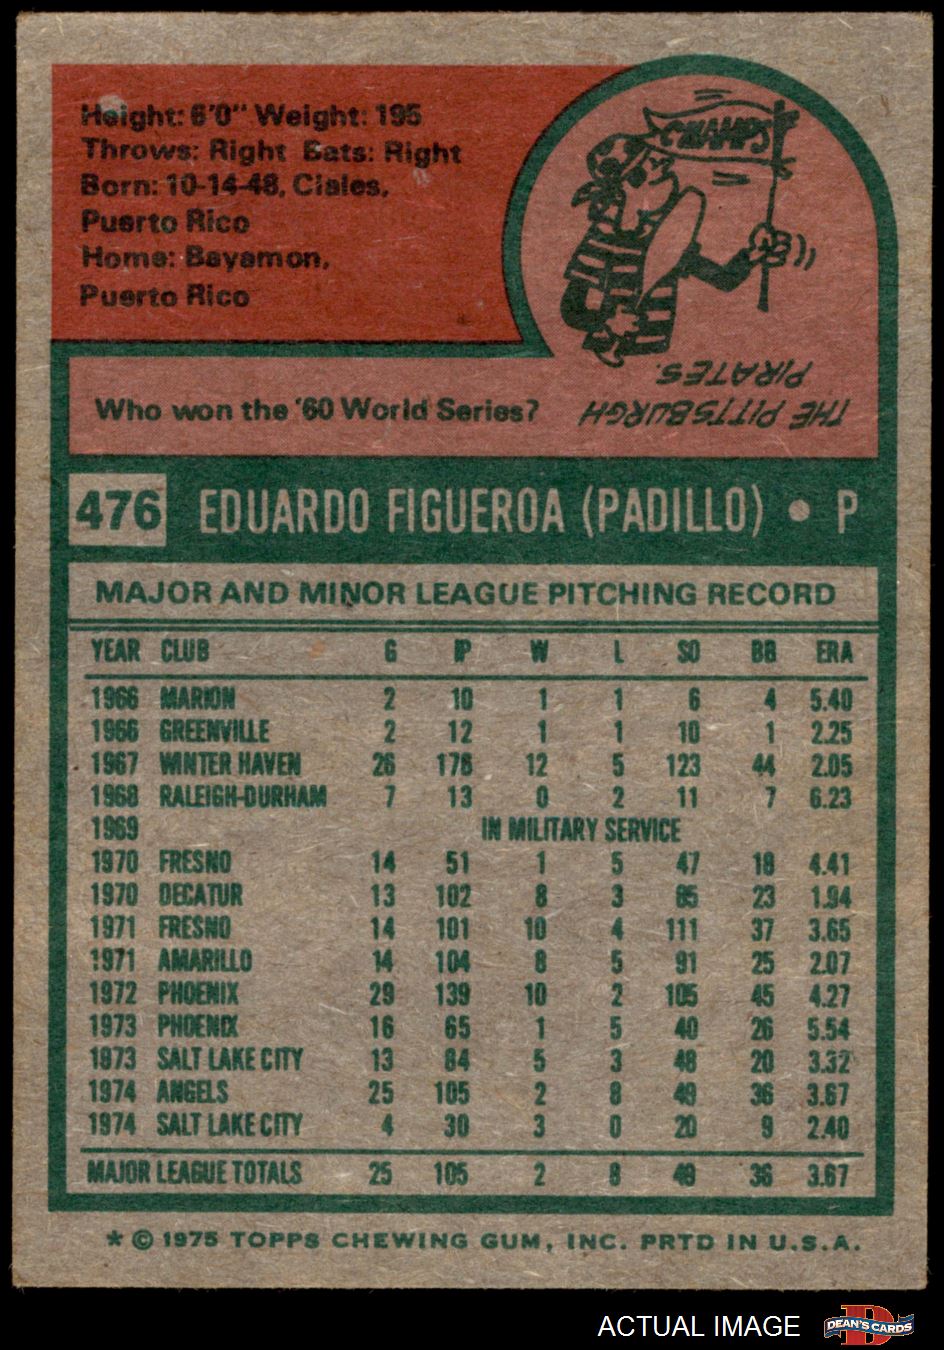 Height: 6'0" Weight: 195
Throws: Right Bats: Right
Born: 10-14-48, Ciales,
Puerto Rico
Home: Bayamon,
Puerto Rico
CHAMPS
Who won the '60 World Series?
THE PITTSBURGH
PIRATES.
476 EDUARDO FIGUEROA (PADILLO) • P
MAJOR AND MINOR LEAGUE PITCHING RECORD
YEAR CLUB G IP W L SO BB ERA
1966 MARION 2 10 1 1 6 4 5.40
1966 GREENVILLE 2 12 1 1 10 1 2.25
1967 WINTER HAVEN 26 176 12 5 123 44 2.05
1968 RALEIGH-DURHAM 7 13 0 2 11 7 6.23
1969 IN MILITARY SERVICE
1970 FRESNO 14 51 1 5 47 18 4.41
1970 DECATUR 13 102 8 3 85 23 1.94
1971 FRESNO 14 101 10 4 111 37 3.65
1971 AMARILLO 14 104 8 5 91 25 2.07
1972 PHOENIX 29 139 10 2 105 45 4.27
1973 PHOENIX 16 65 1 5 40 26 5.54
1973 SALT LAKE CITY 13 84 5 3 48 20 3.32
1974 ANGELS 25 105 2 8 49 36 3.67
1974 SALT LAKE CITY 4 30 3 0 20 9 2.40
MAJOR LEAGUE TOTALS 25 105 2 8 49 36 3.67
* © 1975 TOPPS CHEWING GUM, INC. PRTD IN U.S.A.
ACTUAL IMAGE
DEAN'S CARDS